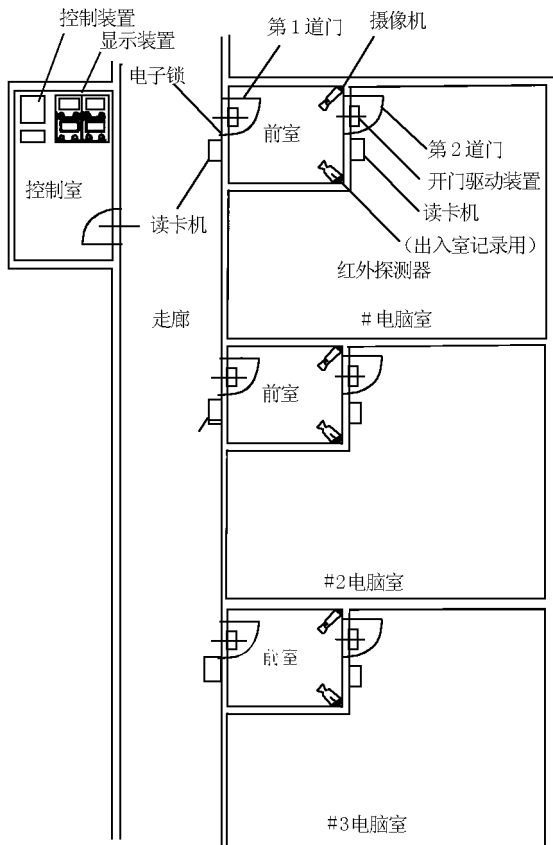 控制装置
显示装置
电子锁
第1道门
摄像机
前室
第2道门
开门驱动装置
控制室
读卡机
读卡机
(出入室记录用)
红外探测器
走廊
#电脑室
前室
#2电脑室
前室
#3电脑室